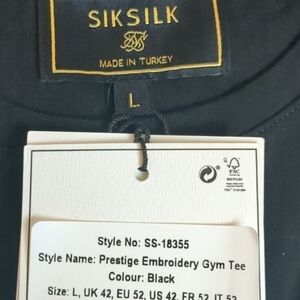 SIKSILK
MADE IN TURKEY
L
FSC
Style No: SS-18355
Style Name: Prestige Embroidery Gym Tee
Colour: Black
Size: L, UK 42, EU 52, US 42, FR 52, IT 52